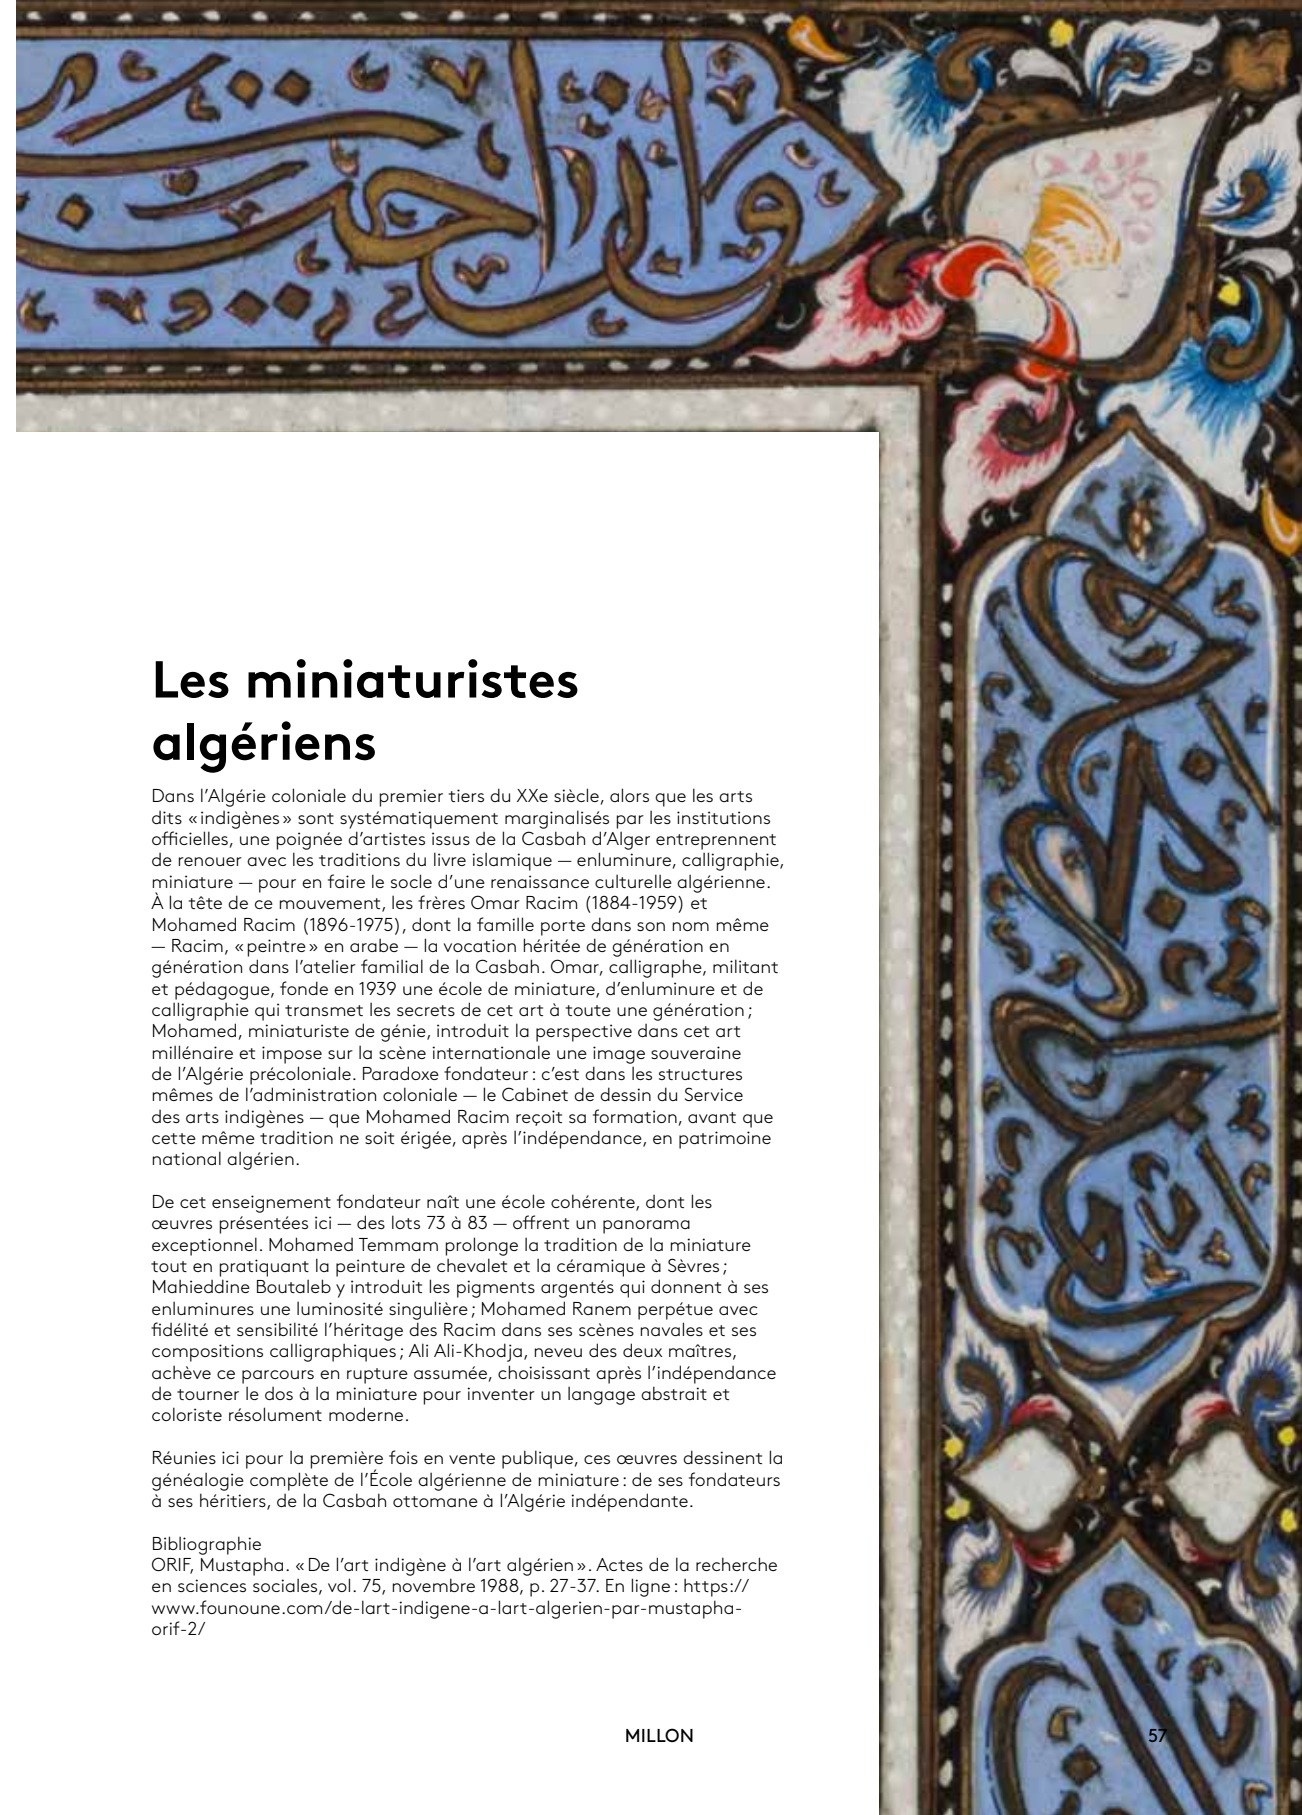 Les miniaturistes
algériens
Dans l’Algérie coloniale du premier tiers du XXe siècle, alors que les arts
dits «indigènes» sont systématiquement marginalisés par les institutions
officielles, une poignée d’artistes issus de la Casbah d’Alger entreprennent
de renouer avec les traditions du livre islamique — enluminure, calligraphie,
miniature — pour en faire le socle d’une renaissance culturelle algérienne.
À la tête de ce mouvement, les frères Omar Racim (1884-1959) et
Mohamed Racim (1896-1975), dont la famille porte dans son nom même
— Racim, «peintre» en arabe — la vocation héritée de génération en
génération dans l’atelier familial de la Casbah. Omar, calligraphe, militant
et pédagogue, fonde en 1939 une école de miniature, d’enluminure et de
calligraphie qui transmet les secrets de cet art à toute une génération;
Mohamed, miniaturiste de génie, introduit la perspective dans cet art
millénaire et impose sur la scène internationale une image souveraine
de l’Algérie précoloniale. Paradoxe fondateur: c’est dans les structures
mêmes de l’administration coloniale — le Cabinet de dessin du Service
des arts indigènes — que Mohamed Racim reçoit sa formation, avant que
cette même tradition ne soit érigée, après l’indépendance, en patrimoine
national algérien.
De cet enseignement fondateur naît une école cohérente, dont les
œuvres présentées ici — des lots 73 à 83 — offrent un panorama
exceptionnel. Mohamed Temmam prolonge la tradition de la miniature
tout en pratiquant la peinture de chevalet et la céramique à Sèvres;
Mahieddine Boutaleb y introduit les pigments argentés qui donnent à ses
enluminures une luminosité singulière; Mohamed Ranem perpétue avec
fidélité et sensibilité l’héritage des Racim dans ses scènes navales et ses
compositions calligraphiques; Ali Ali-Khodja, neveu des deux maîtres,
achève ce parcours en rupture assumée, choisissant après l’indépendance
de tourner le dos à la miniature pour inventer un langage abstrait et
coloriste résolument moderne.
Réunies ici pour la première fois en vente publique, ces œuvres dessinent la
généalogie complète de l’École algérienne de miniature: de ses fondateurs
à ses héritiers, de la Casbah ottomane à l’Algérie indépendante.
Bibliographie
ORIF, Mustapha. «De l’art indigène à l’art algérien». Actes de la recherche
en sciences sociales, vol. 75, novembre 1988, p. 27-37. En ligne: https://
www.founoune.com/de-lart-indigene-a-lart-algerien-par-mustapha-
orif-2/
MILLON
57